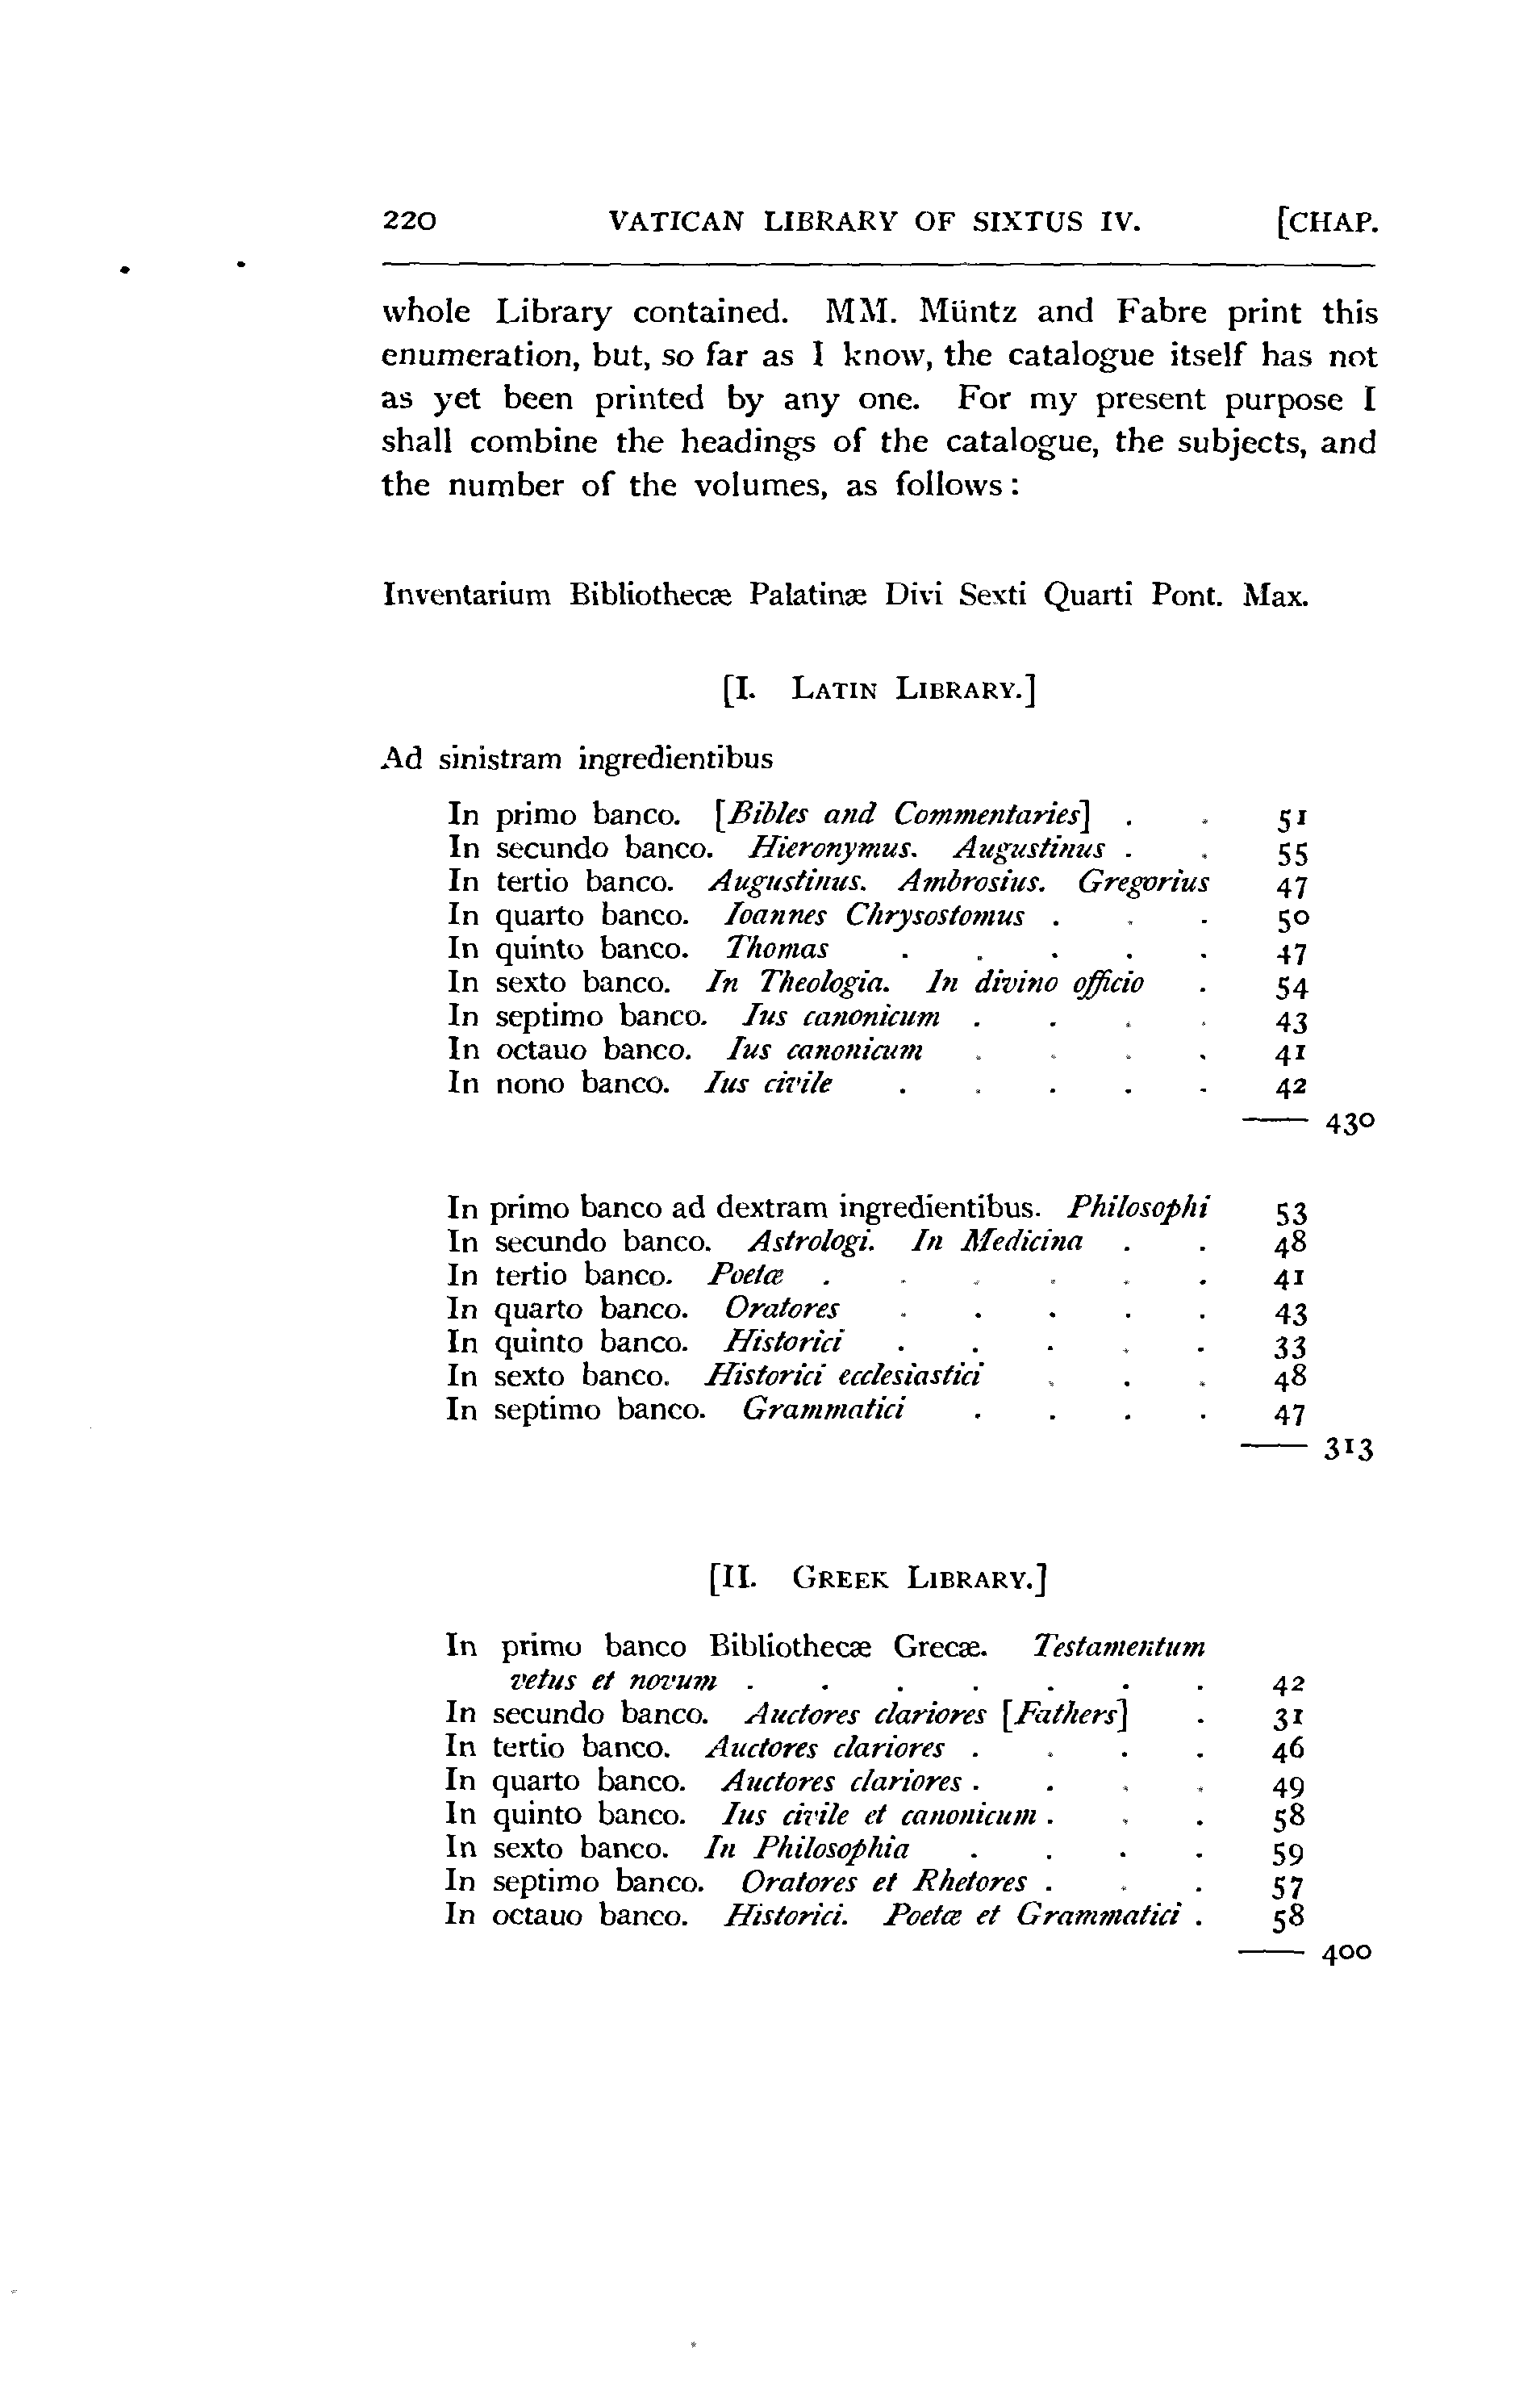 220 VATICAN LIBRARY OF SIXTUS IV. [CHAP.
whole Library contained. MM. Müntz and Fabre print this
enumeration, but, so far as I know, the catalogue itself has not
as yet been printed by any one. For my present purpose I
shall combine the headings of the catalogue, the subjects, and
the number of the volumes, as follows:
Inventarium Bibliothecæ Palatinæ Divi Sexti Quarti Pont. Max.
[I. LATIN LIBRARY.]
Ad sinistram ingredientibus
In primo banco. [Bibles and Commentaries] . . 51
In secundo banco. Hieronymus. Augustinus . . 55
In tertio banco. Augustinus. Ambrosius. Gregorius 47
In quarto banco. Ioannes Chrysostomus . . . 50
In quinto banco. Thomas . . . . . 47
In sexto banco. In Theologia. In divino officio . 54
In septimo banco. Ius canonicum . . . . 43
In octauo banco. Ius canonicum . . . . 41
In nono banco. Ius civile . . . . . 42
— 430
In primo banco ad dextram ingredientibus. Philosophi 53
In secundo banco. Astrologi. In Medicina . . 48
In tertio banco. Poetæ . . . . . . 41
In quarto banco. Oratores . . . . . 43
In quinto banco. Historici . . . . . 33
In sexto banco. Historici ecclesiastici . . . 48
In septimo banco. Grammatici . . . . 47
— 313
[II. GREEK LIBRARY.]
In primo banco Bibliothecæ Grecæ. Testamentum
vetus et novum . . . . . . . 42
In secundo banco. Auctores clariores [Fathers] . 31
In tertio banco. Auctores clariores . . . . 46
In quarto banco. Auctores clariores . . . . 49
In quinto banco. Ius civile et canonicum . . . 58
In sexto banco. In Philosophia . . . . 59
In septimo banco. Oratores et Rhetores . . . 57
In octauo banco. Historici. Poetæ et Grammatici . 58
— 400